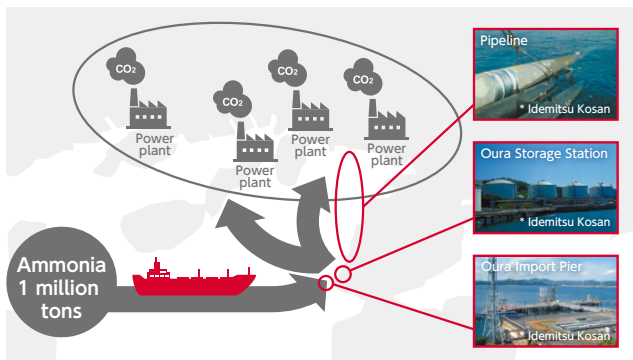 CO₂
CO₂
CO₂
CO₂
Power
plant
Power
plant
Power
plant
Power
plant
Ammonia
1 million
tons
Pipeline
* Idemitsu Kosan
Oura Storage Station
* Idemitsu Kosan
Oura Import Pier
* Idemitsu Kosan